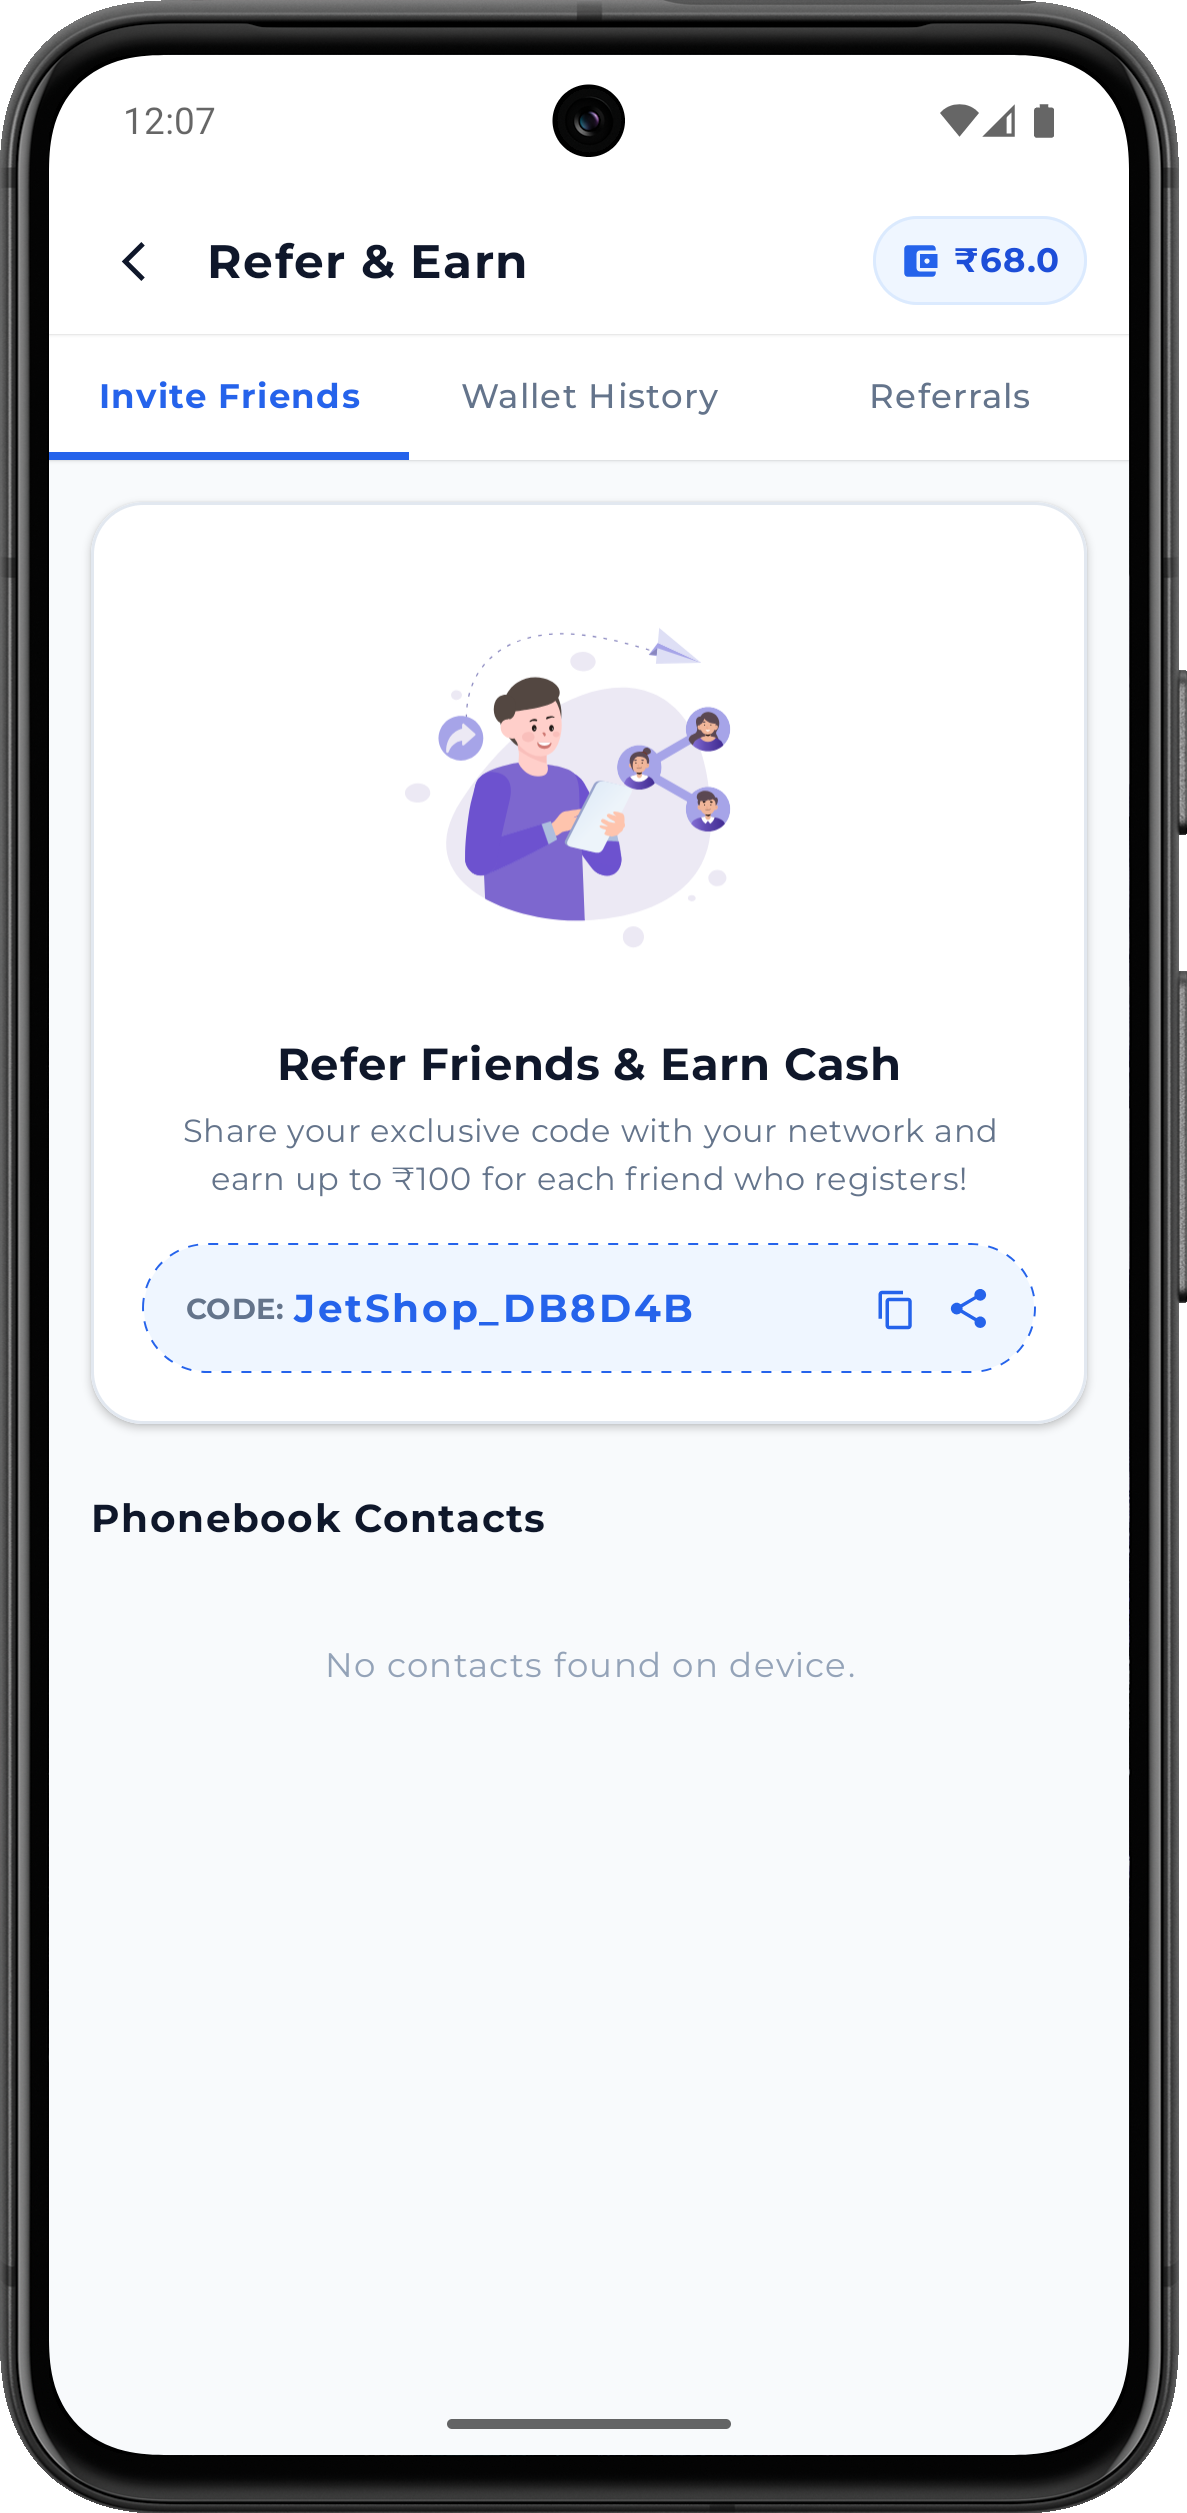 12:07
Refer & Earn
₹68.0
Invite Friends
Wallet History
Referrals
Refer Friends & Earn Cash
Share your exclusive code with your network and
earn up to ₹100 for each friend who registers!
CODE: JetShop_DB8D4B
Phonebook Contacts
No contacts found on device.